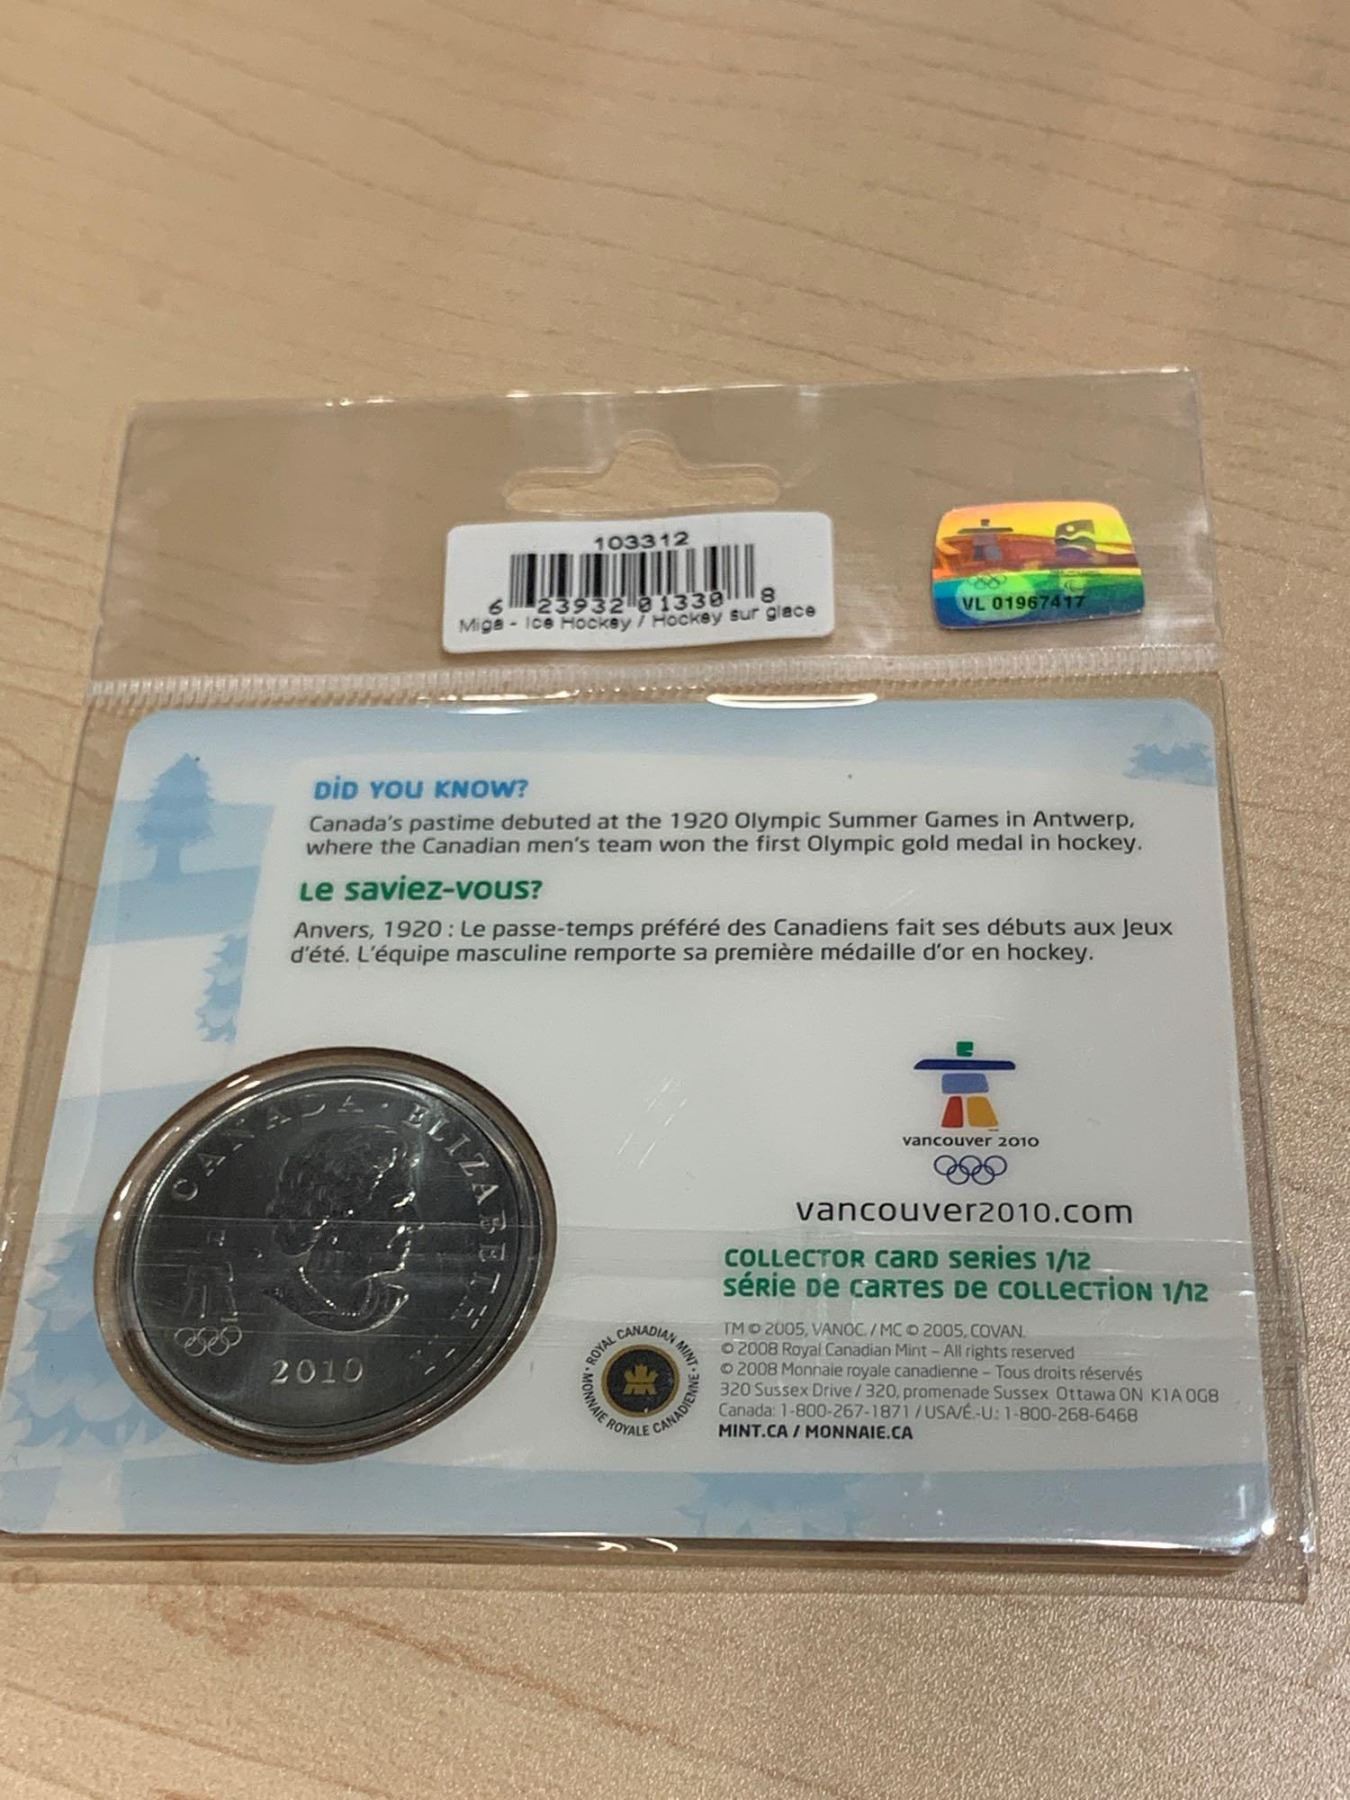 103312
6 23932 01330 8
Miga - Ice Hockey / Hockey sur glace
VL 01967417
DiD YOU KNOW?
Canada's pastime debuted at the 1920 Olympic Summer Games in Antwerp,
where the Canadian men's team won the first Olympic gold medal in hockey.
Le saviez-vous?
Anvers, 1920 : Le passe-temps préféré des Canadiens fait ses débuts aux Jeux
d'été. L'équipe masculine remporte sa première médaille d'or en hockey.
CANADA · ELIZABETH II
2010
vancouver 2010
vancouver2010.com
COLLECTOR CARD SERIES 1/12
SÉRIE DE CARTES DE COLLECTION 1/12
ROYAL CANADIAN MINT · MONNAIE ROYALE CANADIENNE ·
TM © 2005, VANOC. / MC © 2005, COVAN.
© 2008 Royal Canadian Mint – All rights reserved
© 2008 Monnaie royale canadienne – Tous droits réservés
320 Sussex Drive / 320, promenade Sussex Ottawa ON K1A 0G8
Canada: 1-800-267-1871 / USA/É.-U.: 1-800-268-6468
MINT.CA / MONNAIE.CA